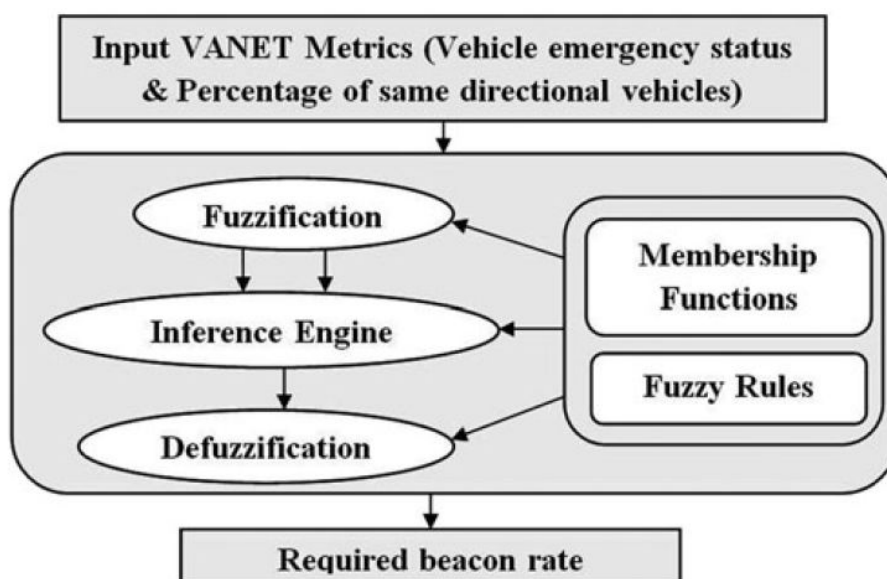 Input VANET Metrics (Vehicle emergency status
& Percentage of same directional vehicles)
Fuzzification
Membership
Functions
Inference Engine
Fuzzy Rules
Defuzzification
Required beacon rate